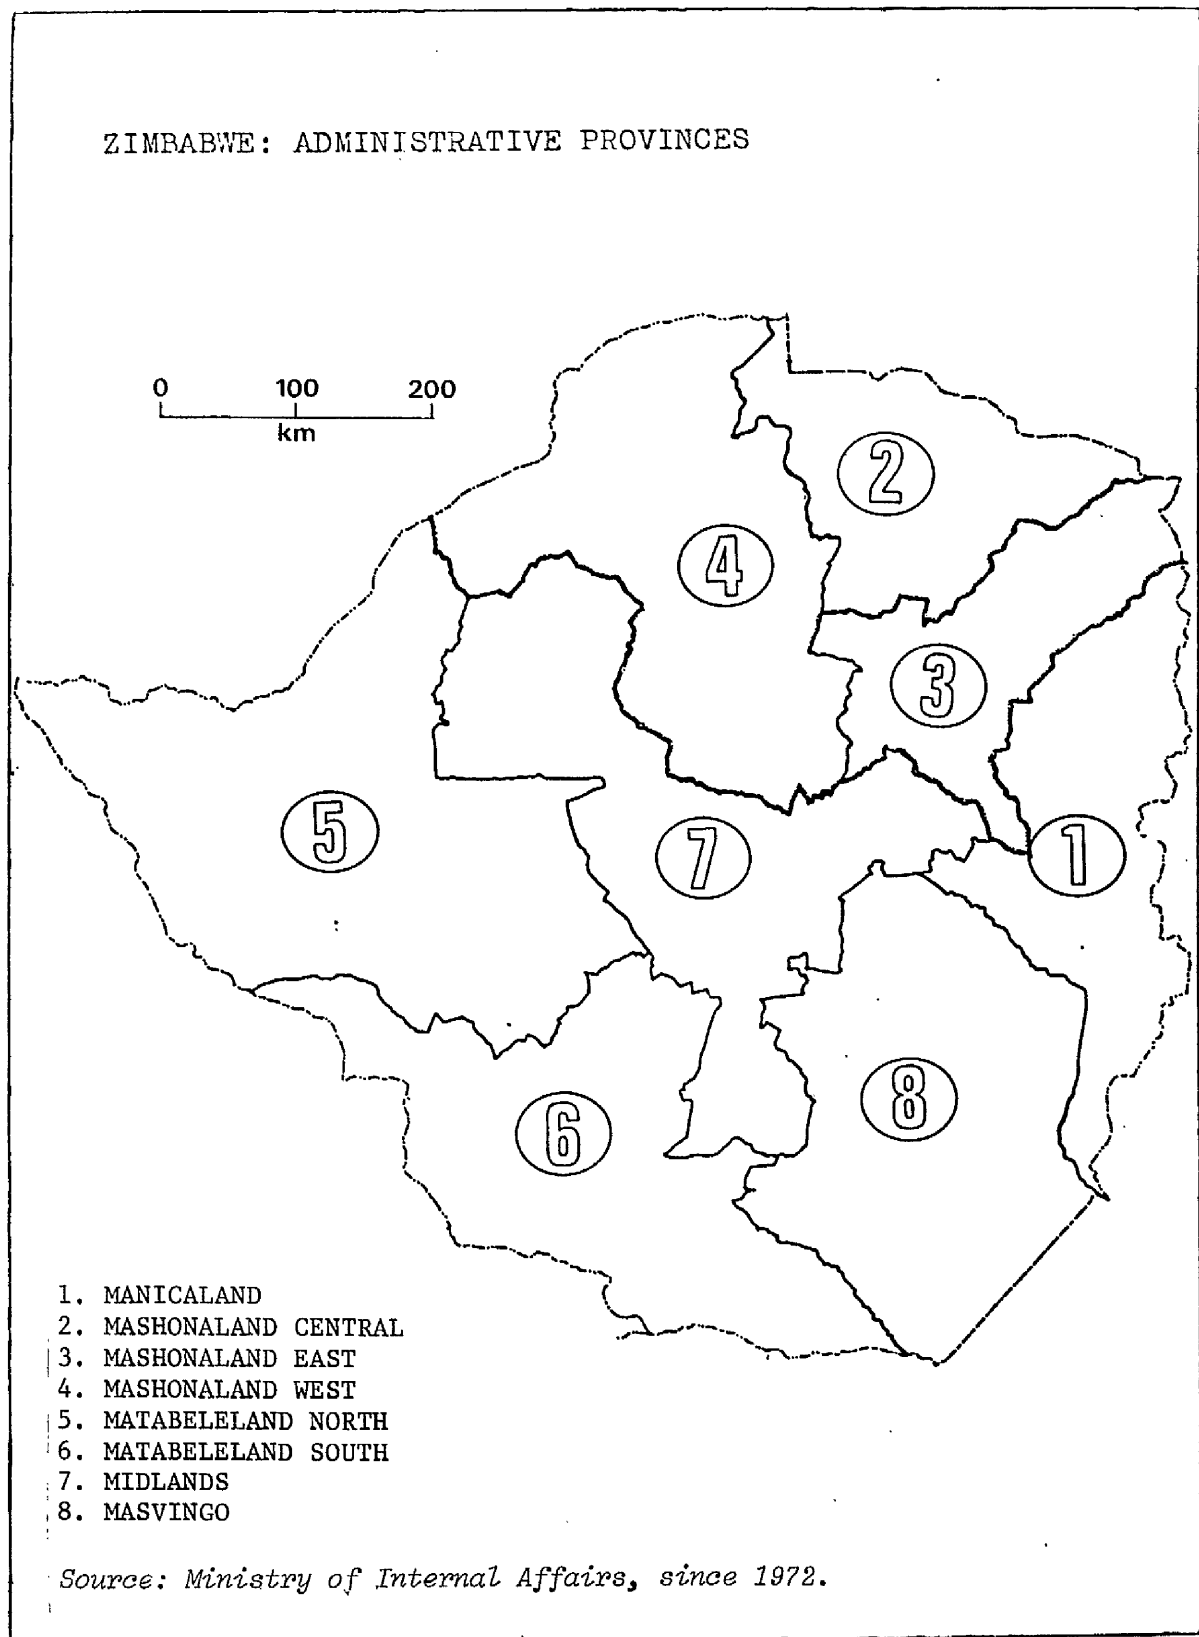 ZIMBABWE: ADMINISTRATIVE PROVINCES
0 100 200
km
2
4
3
5
7
1
8
6
1. MANICALAND
2. MASHONALAND CENTRAL
3. MASHONALAND EAST
4. MASHONALAND WEST
5. MATABELELAND NORTH
6. MATABELELAND SOUTH
7. MIDLANDS
8. MASVINGO
Source: Ministry of Internal Affairs, since 1972.